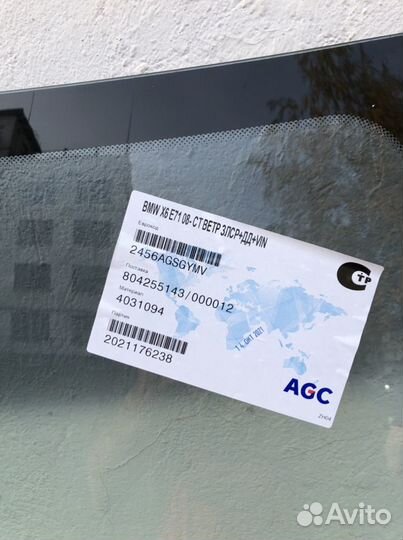 BMW X6 E71 08- СТ ВЕТР ЗЛСР+ДД+VIN
Еврокод
2456AGSGYMV
Поставка
804255143/000012
Материал
4031094
Партия
2021176238
СТР
14. ОКТ 2021
AGC
Avito